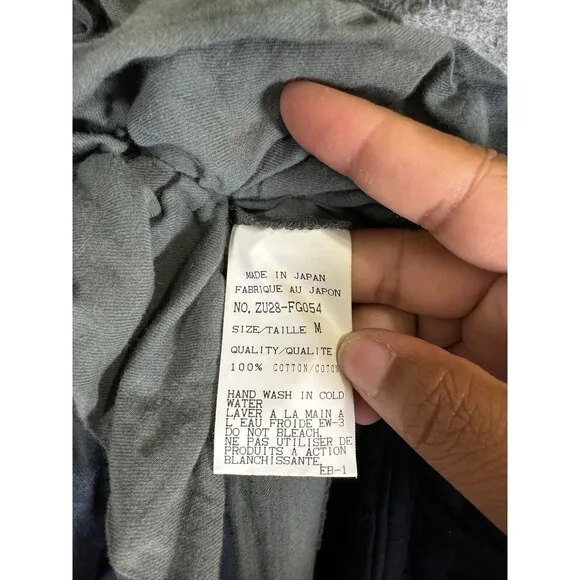 MADE IN JAPAN
FABRIQUE AU JAPON
NO. ZU28-FG054
SIZE/TAILLE M
QUALITY/QUALITE
100% COTTON/COTON
HAND WASH IN COLD
WATER
LAVER A LA MAIN A
L'EAU FROIDE EW-3
DO NOT BLEACH.
NE PAS UTILISER DE
PRODUITS A ACTION
BLANCHISSANTE.
EB-1